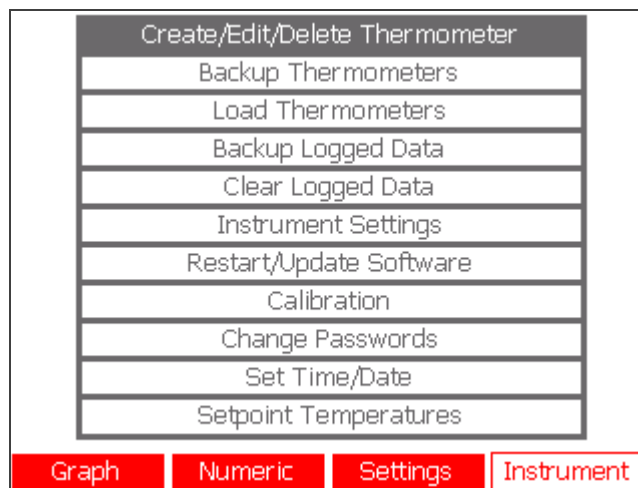 Create/Edit/Delete Thermometer
Backup Thermometers
Load Thermometers
Backup Logged Data
Clear Logged Data
Instrument Settings
Restart/Update Software
Calibration
Change Passwords
Set Time/Date
Setpoint Temperatures
Graph Numeric Settings Instrument